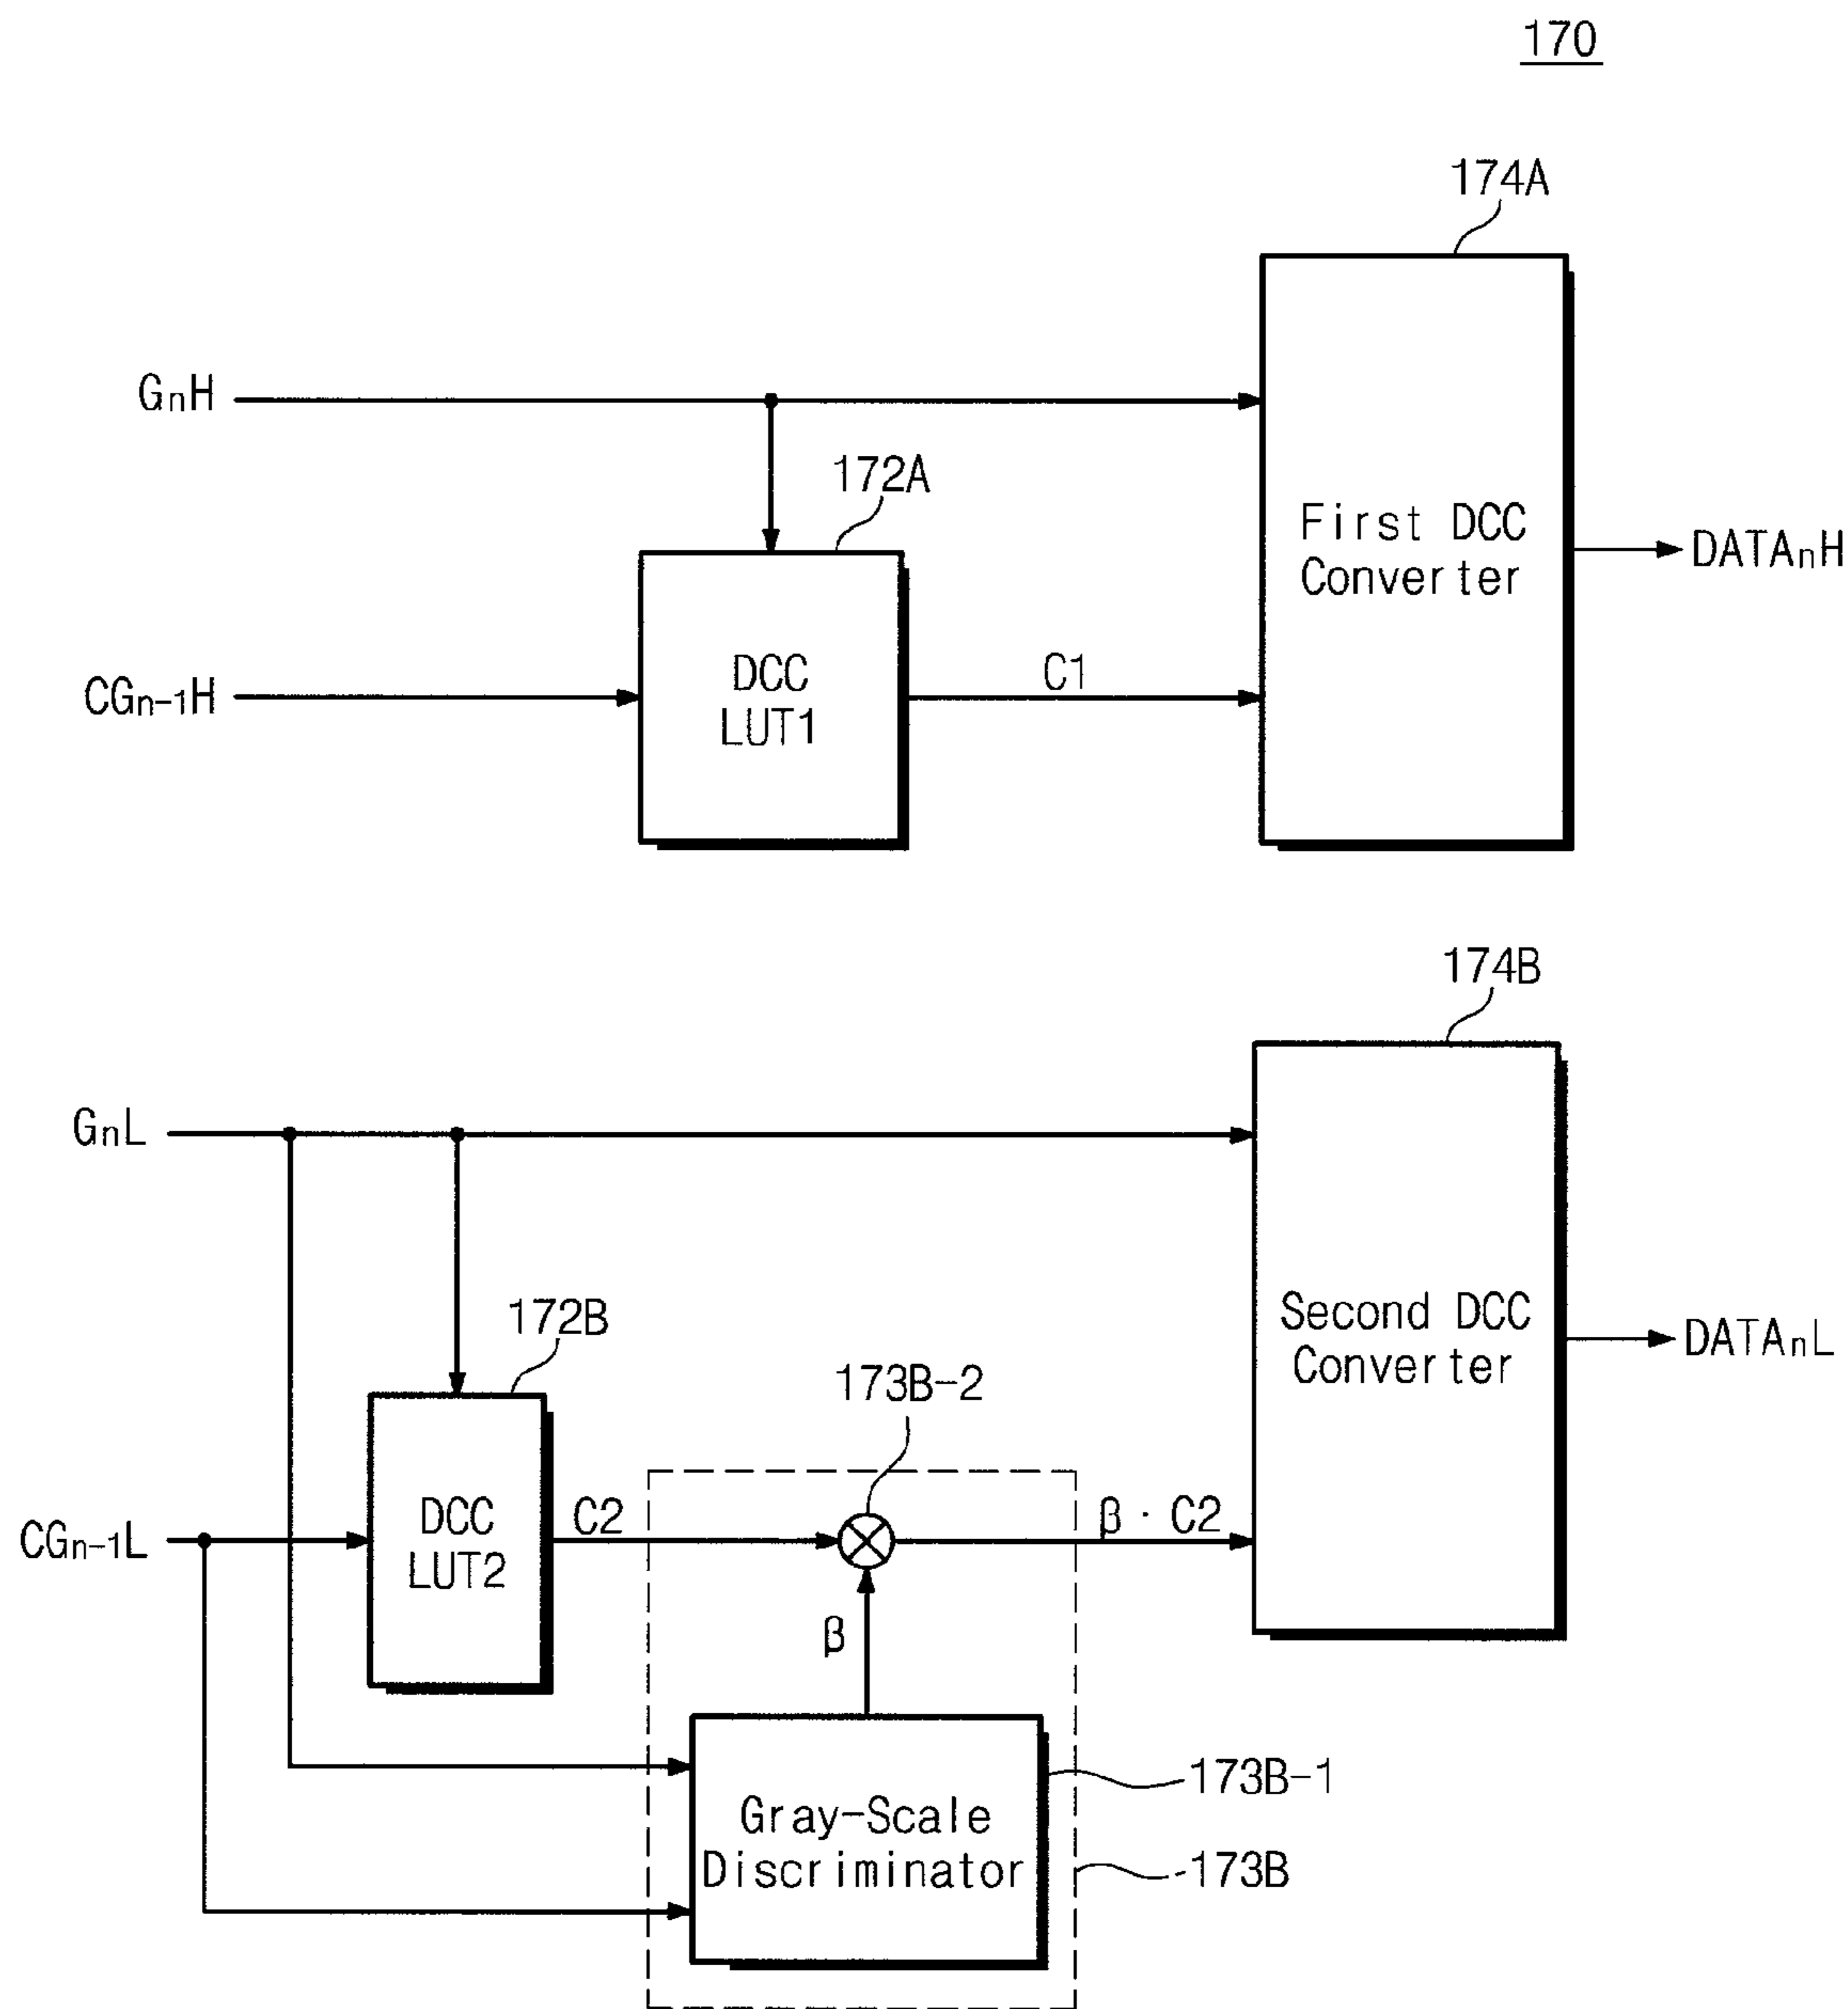 170
174A
GnH
172A
First DCC
Converter
DATAnH
CGn-1H
DCC
LUT1
C1
174B
GnL
172B
Second DCC
Converter
DATAnL
173B-2
CGn-1L
DCC
LUT2
C2
β · C2
β
173B-1
Gray-Scale
Discriminator
173B